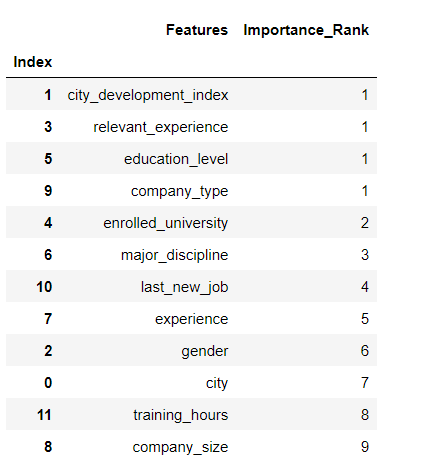 Features Importance_Rank
Index
1 city_development_index 1
3 relevant_experience 1
5 education_level 1
9 company_type 1
4 enrolled_university 2
6 major_discipline 3
10 last_new_job 4
7 experience 5
2 gender 6
0 city 7
11 training_hours 8
8 company_size 9